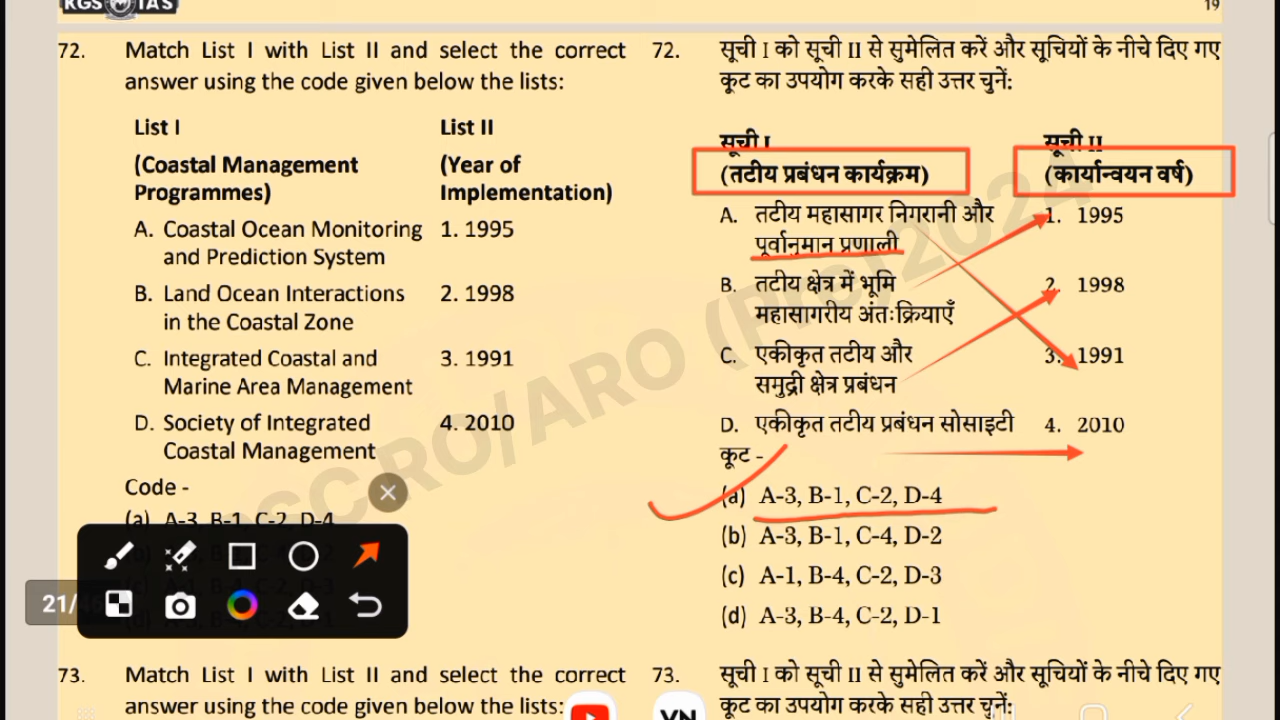 KGS IAS
19
72. Match List I with List II and select the correct
answer using the code given below the lists:
List I List II
(Coastal Management (Year of
Programmes) Implementation)
A. Coastal Ocean Monitoring 1. 1995
and Prediction System
B. Land Ocean Interactions 2. 1998
in the Coastal Zone
C. Integrated Coastal and 3. 1991
Marine Area Management
D. Society of Integrated 4. 2010
Coastal Management
Code -
(a) A-3, B-1, C-2, D-4
21/
73. Match List I with List II and select the correct
answer using the code given below the lists:
72. सूची I को सूची II से सुमेलित करें और सूचियों के नीचे दिए गए
कूट का उपयोग करके सही उत्तर चुनें:
सूची I सूची II
(तटीय प्रबंधन कार्यक्रम) (कार्यान्वयन वर्ष)
A. तटीय महासागर निगरानी और 1. 1995
पूर्वानुमान प्रणाली
B. तटीय क्षेत्र में भूमि 2. 1998
महासागरीय अंतःक्रियाएँ
C. एकीकृत तटीय और 3. 1991
समुद्री क्षेत्र प्रबंधन
D. एकीकृत तटीय प्रबंधन सोसाइटी 4. 2010
कूट -
(a) A-3, B-1, C-2, D-4
(b) A-3, B-1, C-4, D-2
(c) A-1, B-4, C-2, D-3
(d) A-3, B-4, C-2, D-1
73. सूची I को सूची II से सुमेलित करें और सूचियों के नीचे दिए गए
कूट का उपयोग करके सही उत्तर चुनें:
VN
SC RO/ARO (Pre) 2024